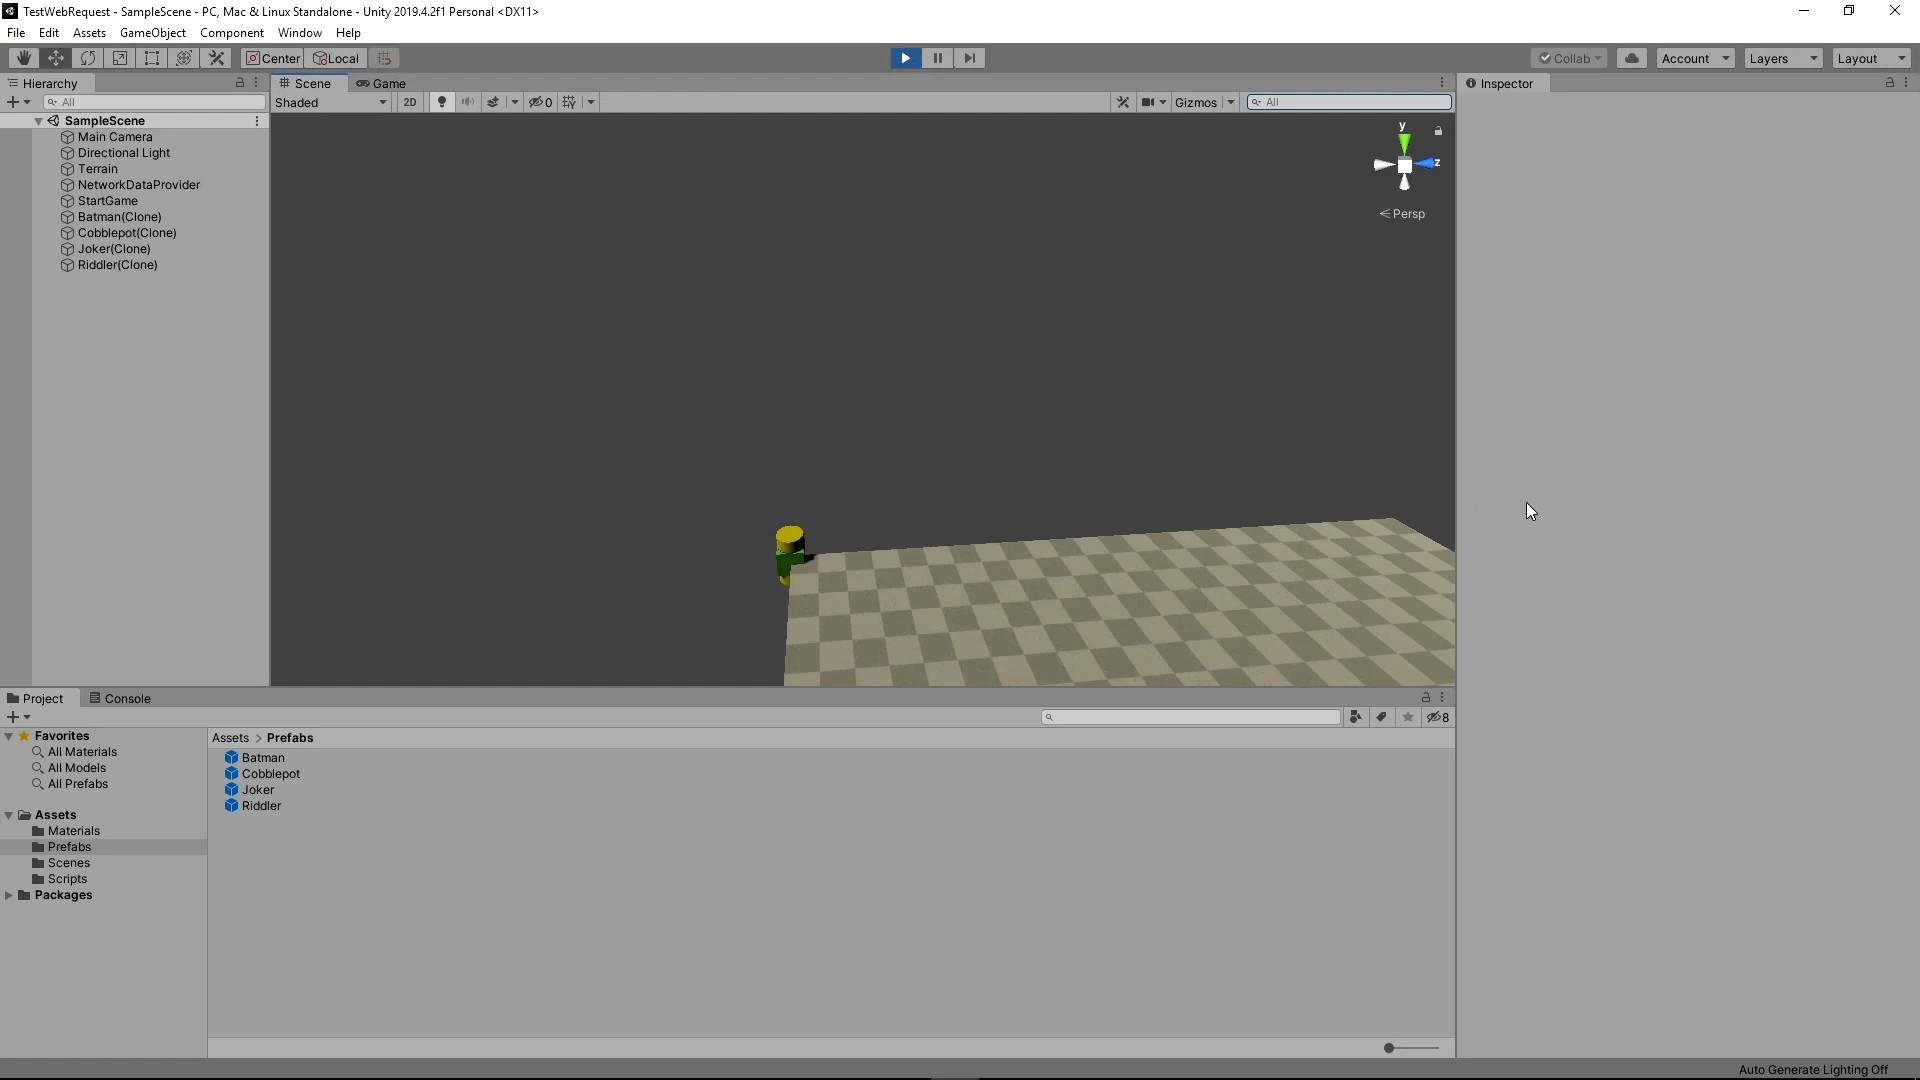 TestWebRequest - SampleScene - PC, Mac & Linux Standalone - Unity 2019.4.2f1 Personal <DX11>
File Edit Assets GameObject Component Window Help
Center Local Collab Account Layers Layout
Hierarchy Scene Game Inspector
All Shaded 2D 0 Gizmos All
SampleScene
Main Camera
Directional Light
Terrain
NetworkDataProvider
StartGame
Batman(Clone)
Cobblepot(Clone)
Joker(Clone)
Riddler(Clone)
y
z
Persp
Project Console
8
Favorites
All Materials
All Models
All Prefabs
Assets
Materials
Prefabs
Scenes
Scripts
Packages
Assets > Prefabs
Batman
Cobblepot
Joker
Riddler
Auto Generate Lighting Off